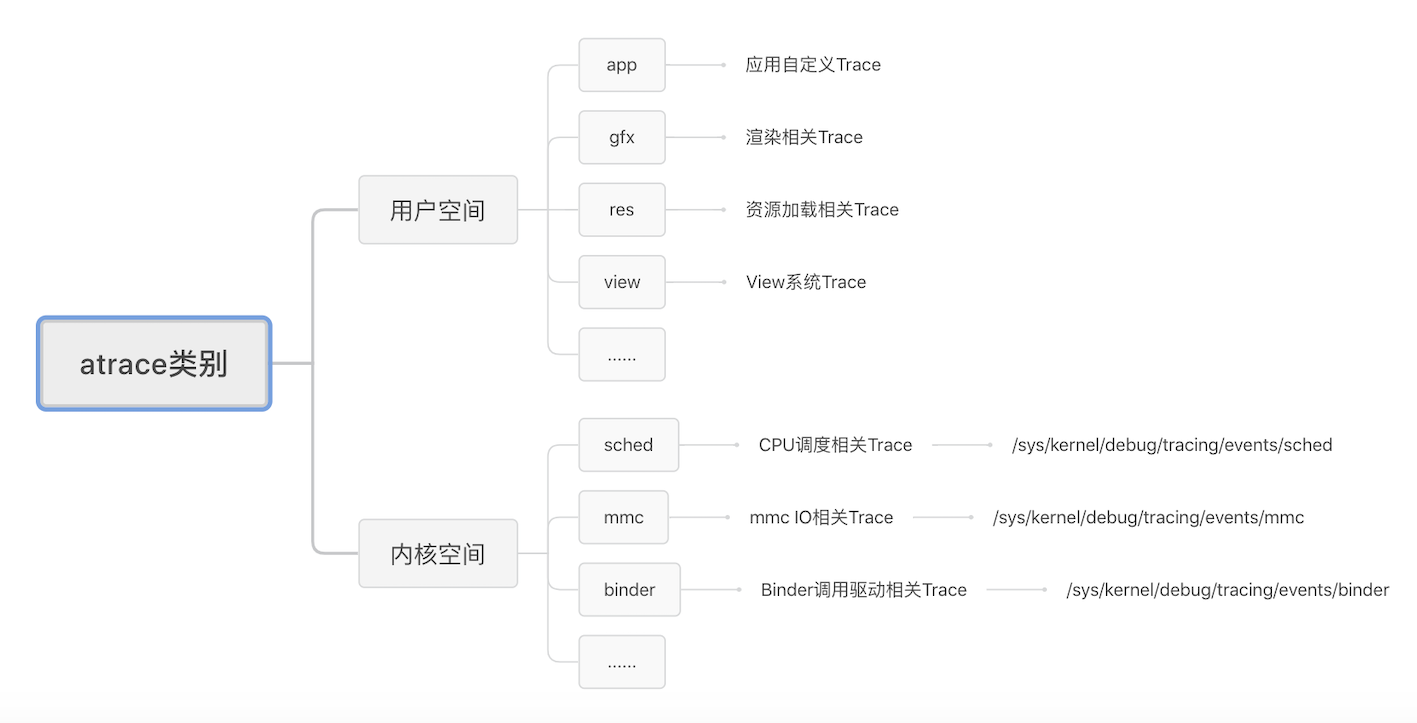 atrace类别
用户空间
app
应用自定义Trace
gfx
渲染相关Trace
res
资源加载相关Trace
view
View系统Trace
......
内核空间
sched
CPU调度相关Trace
/sys/kernel/debug/tracing/events/sched
mmc
mmc IO相关Trace
/sys/kernel/debug/tracing/events/mmc
binder
Binder调用驱动相关Trace
/sys/kernel/debug/tracing/events/binder
......